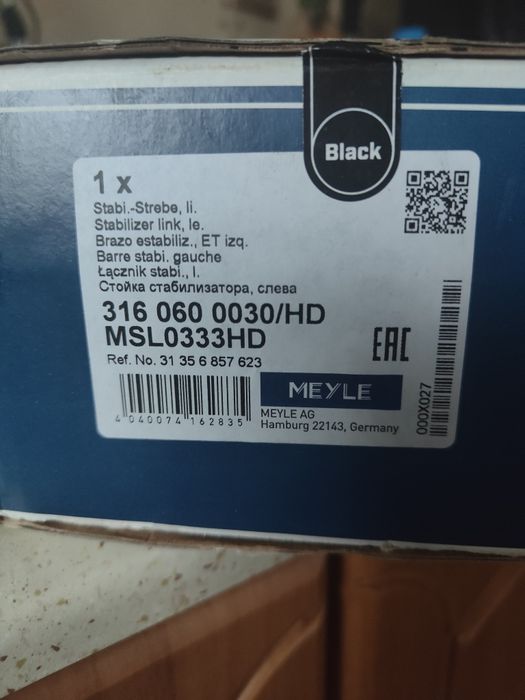 Black
1 x
Stabi.-Strebe, li.
Stabilizer link, le.
Brazo estabiliz., ET izq.
Barre stabi. gauche
Łącznik stabi., l.
Стойка стабилизатора, слева
316 060 0030/HD
MSL0333HD
EAC
Ref. No. 31 35 6 857 623
MEYLE
MEYLE AG
Hamburg 22143, Germany
4 040074 162835
000X027